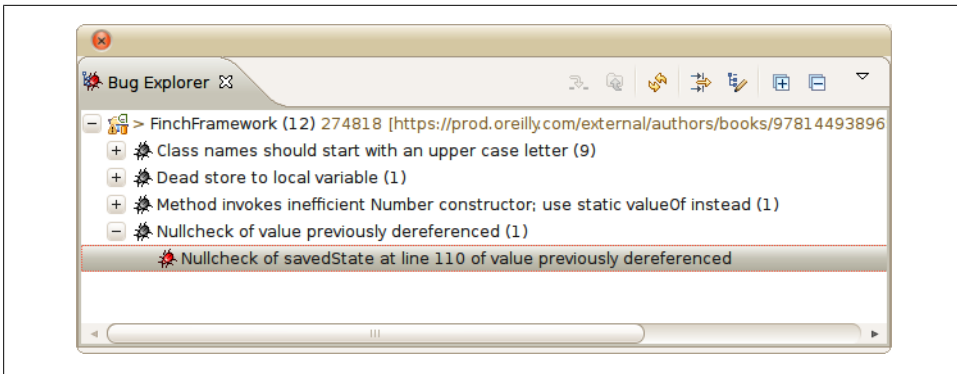 Bug Explorer
> FinchFramework (12) 274818 [https://prod.oreilly.com/external/authors/books/97814493896
Class names should start with an upper case letter (9)
Dead store to local variable (1)
Method invokes inefficient Number constructor; use static valueOf instead (1)
Nullcheck of value previously dereferenced (1)
Nullcheck of savedState at line 110 of value previously dereferenced